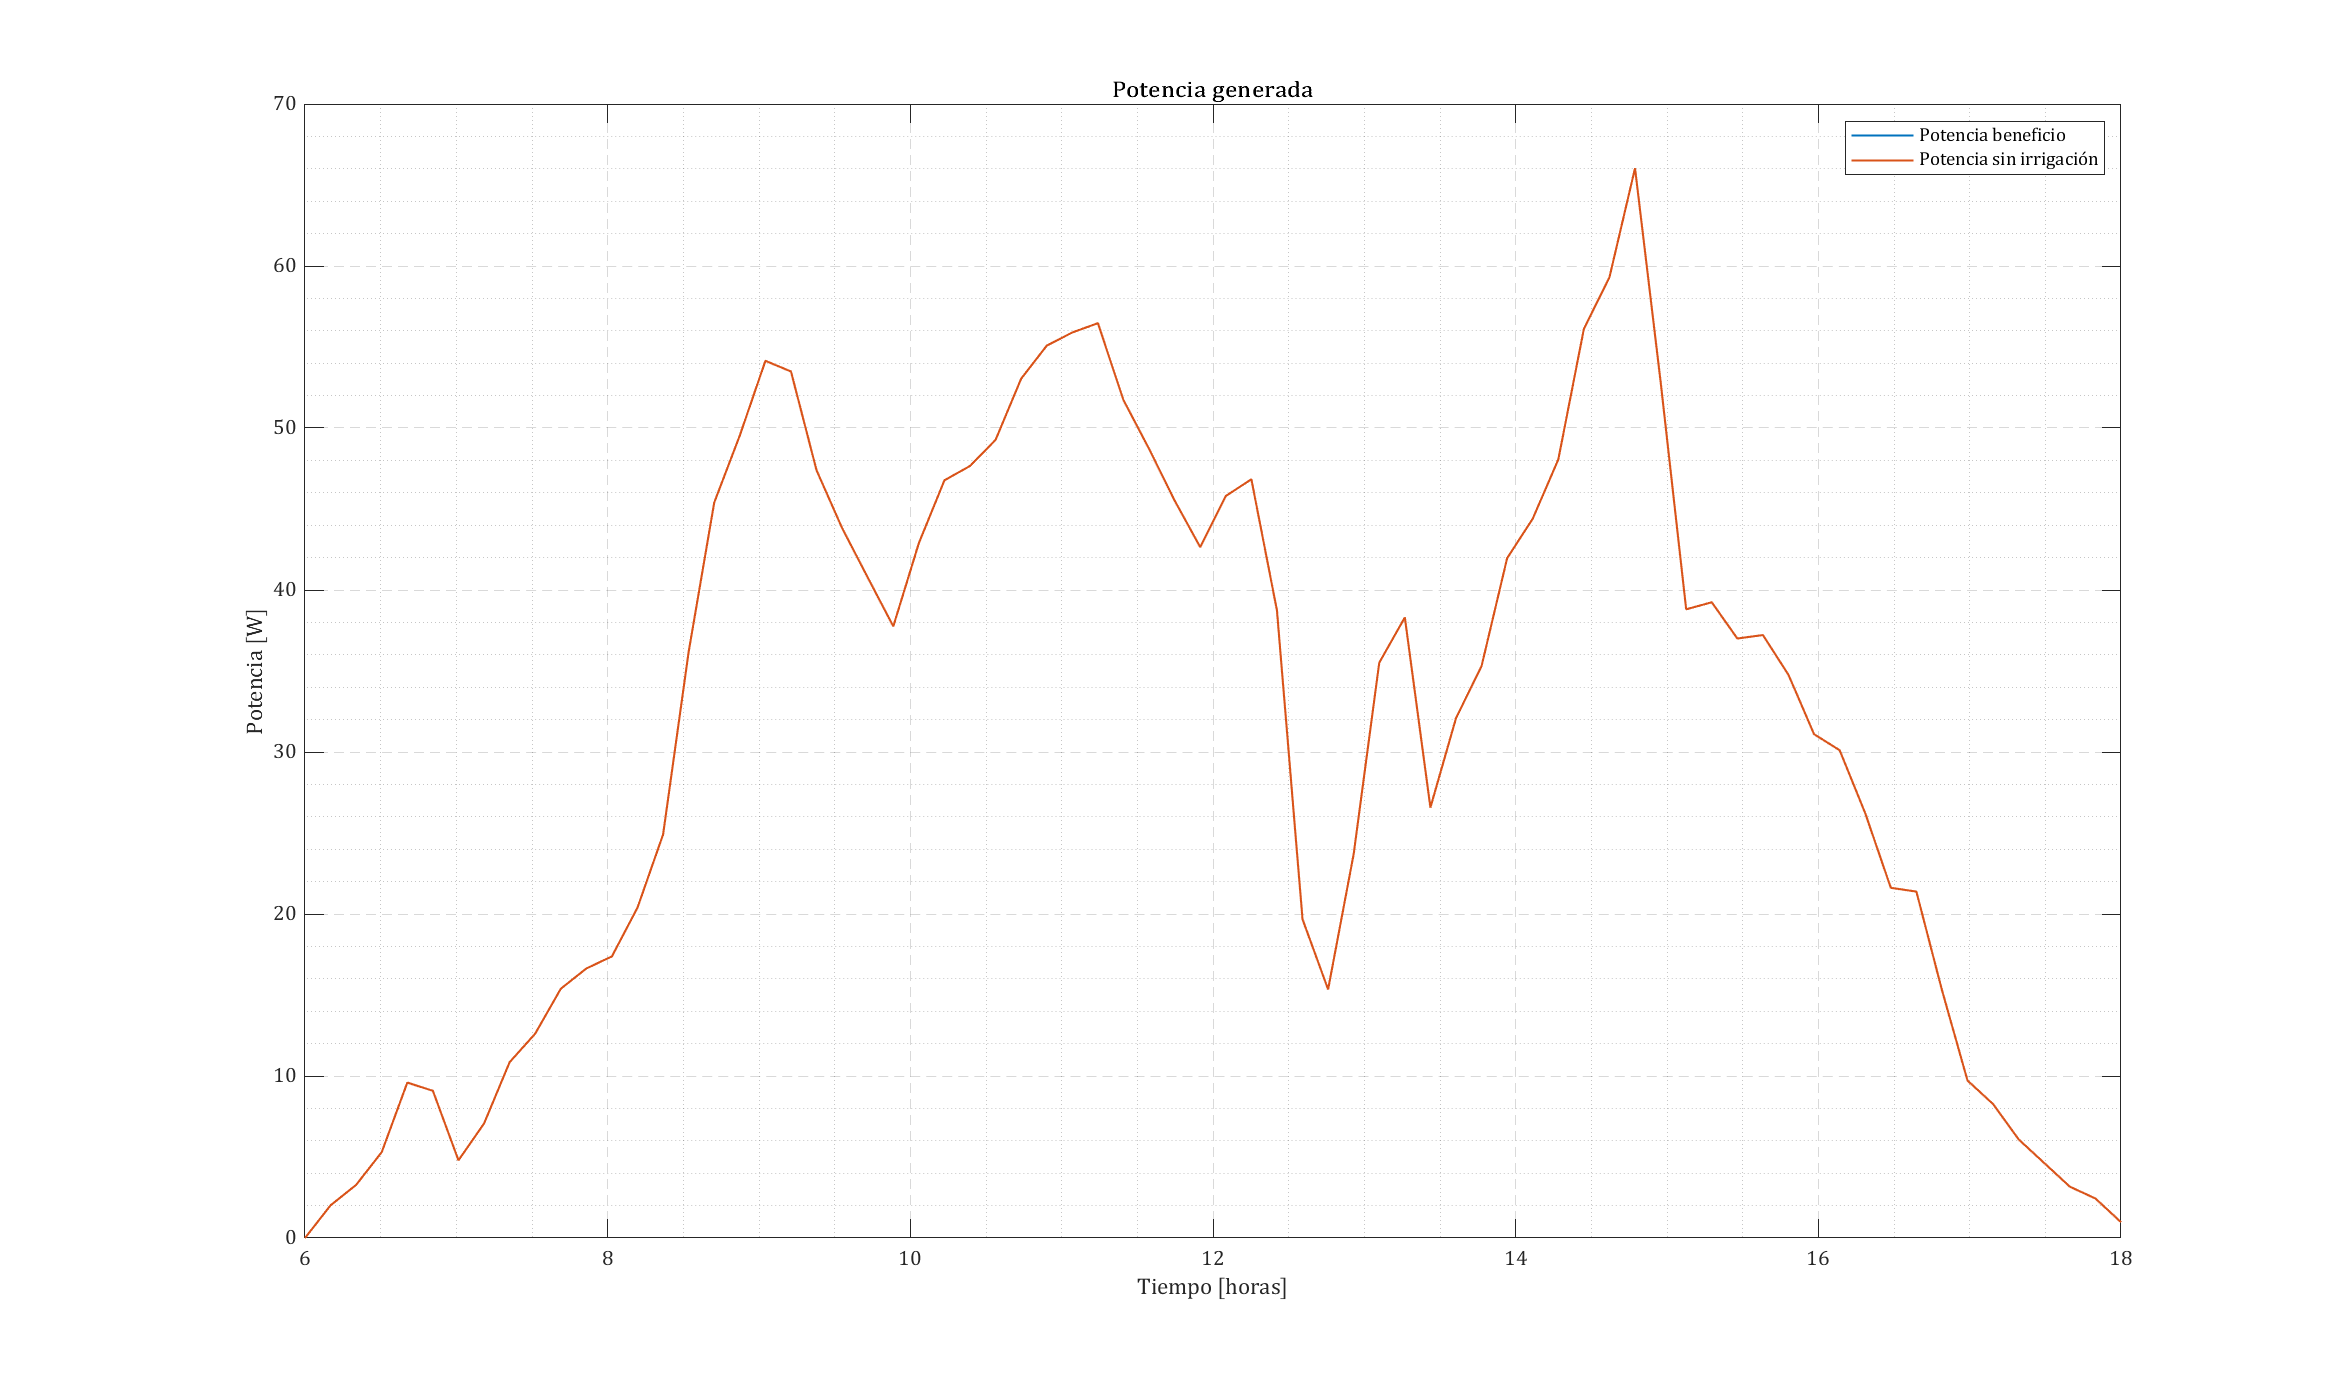 Potencia generada
Potencia beneficio
Potencia sin irrigación
70
60
50
40
30
20
10
0
Potencia [W]
6 8 10 12 14 16 18
Tiempo [horas]